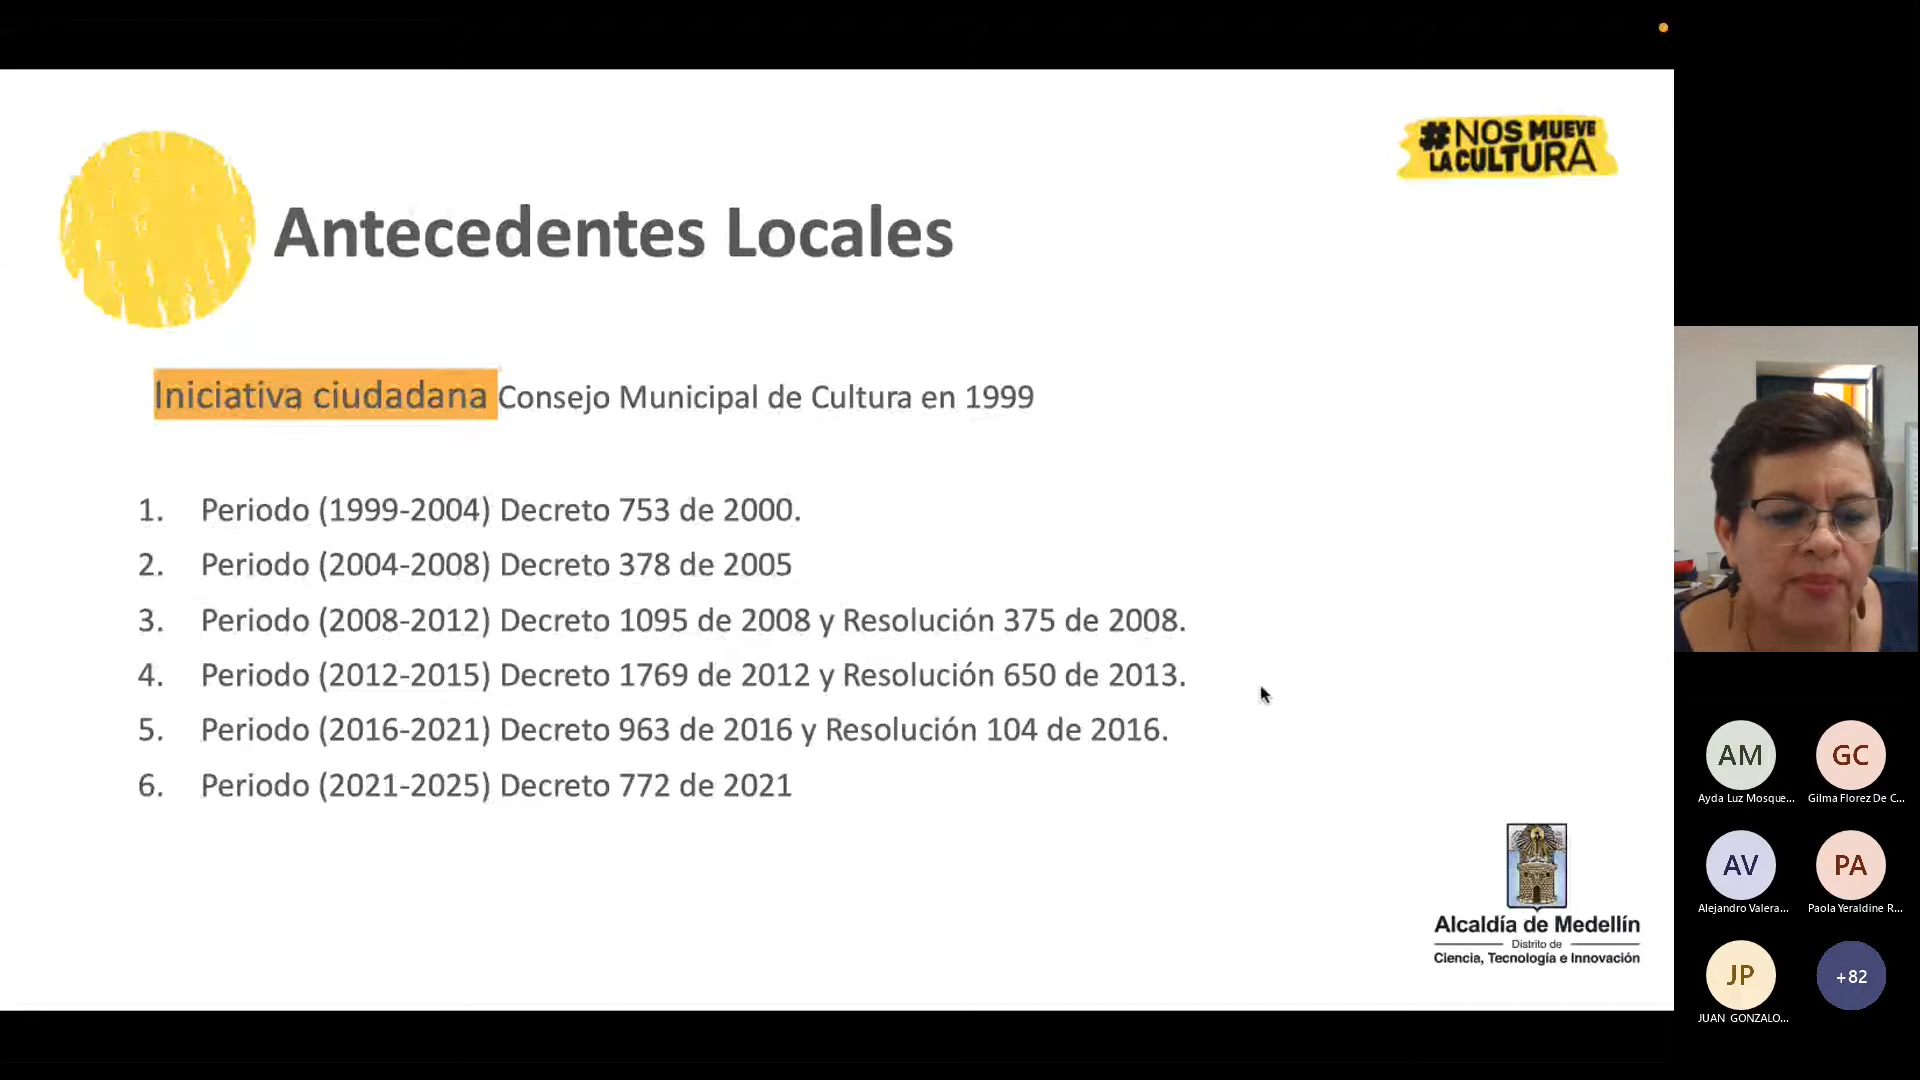 #NOS MUEVE
LA CULTURA
Antecedentes Locales
Iniciativa ciudadana Consejo Municipal de Cultura en 1999
1. Periodo (1999-2004) Decreto 753 de 2000.
2. Periodo (2004-2008) Decreto 378 de 2005
3. Periodo (2008-2012) Decreto 1095 de 2008 y Resolución 375 de 2008.
4. Periodo (2012-2015) Decreto 1769 de 2012 y Resolución 650 de 2013.
5. Periodo (2016-2021) Decreto 963 de 2016 y Resolución 104 de 2016.
6. Periodo (2021-2025) Decreto 772 de 2021
Alcaldía de Medellín
Distrito de
Ciencia, Tecnología e Innovación
AM GC
Ayda Luz Mosque... Gilma Florez De C...
AV PA
Alejandro Valera... Paola Yeraldine R...
JP +82
JUAN GONZALO...